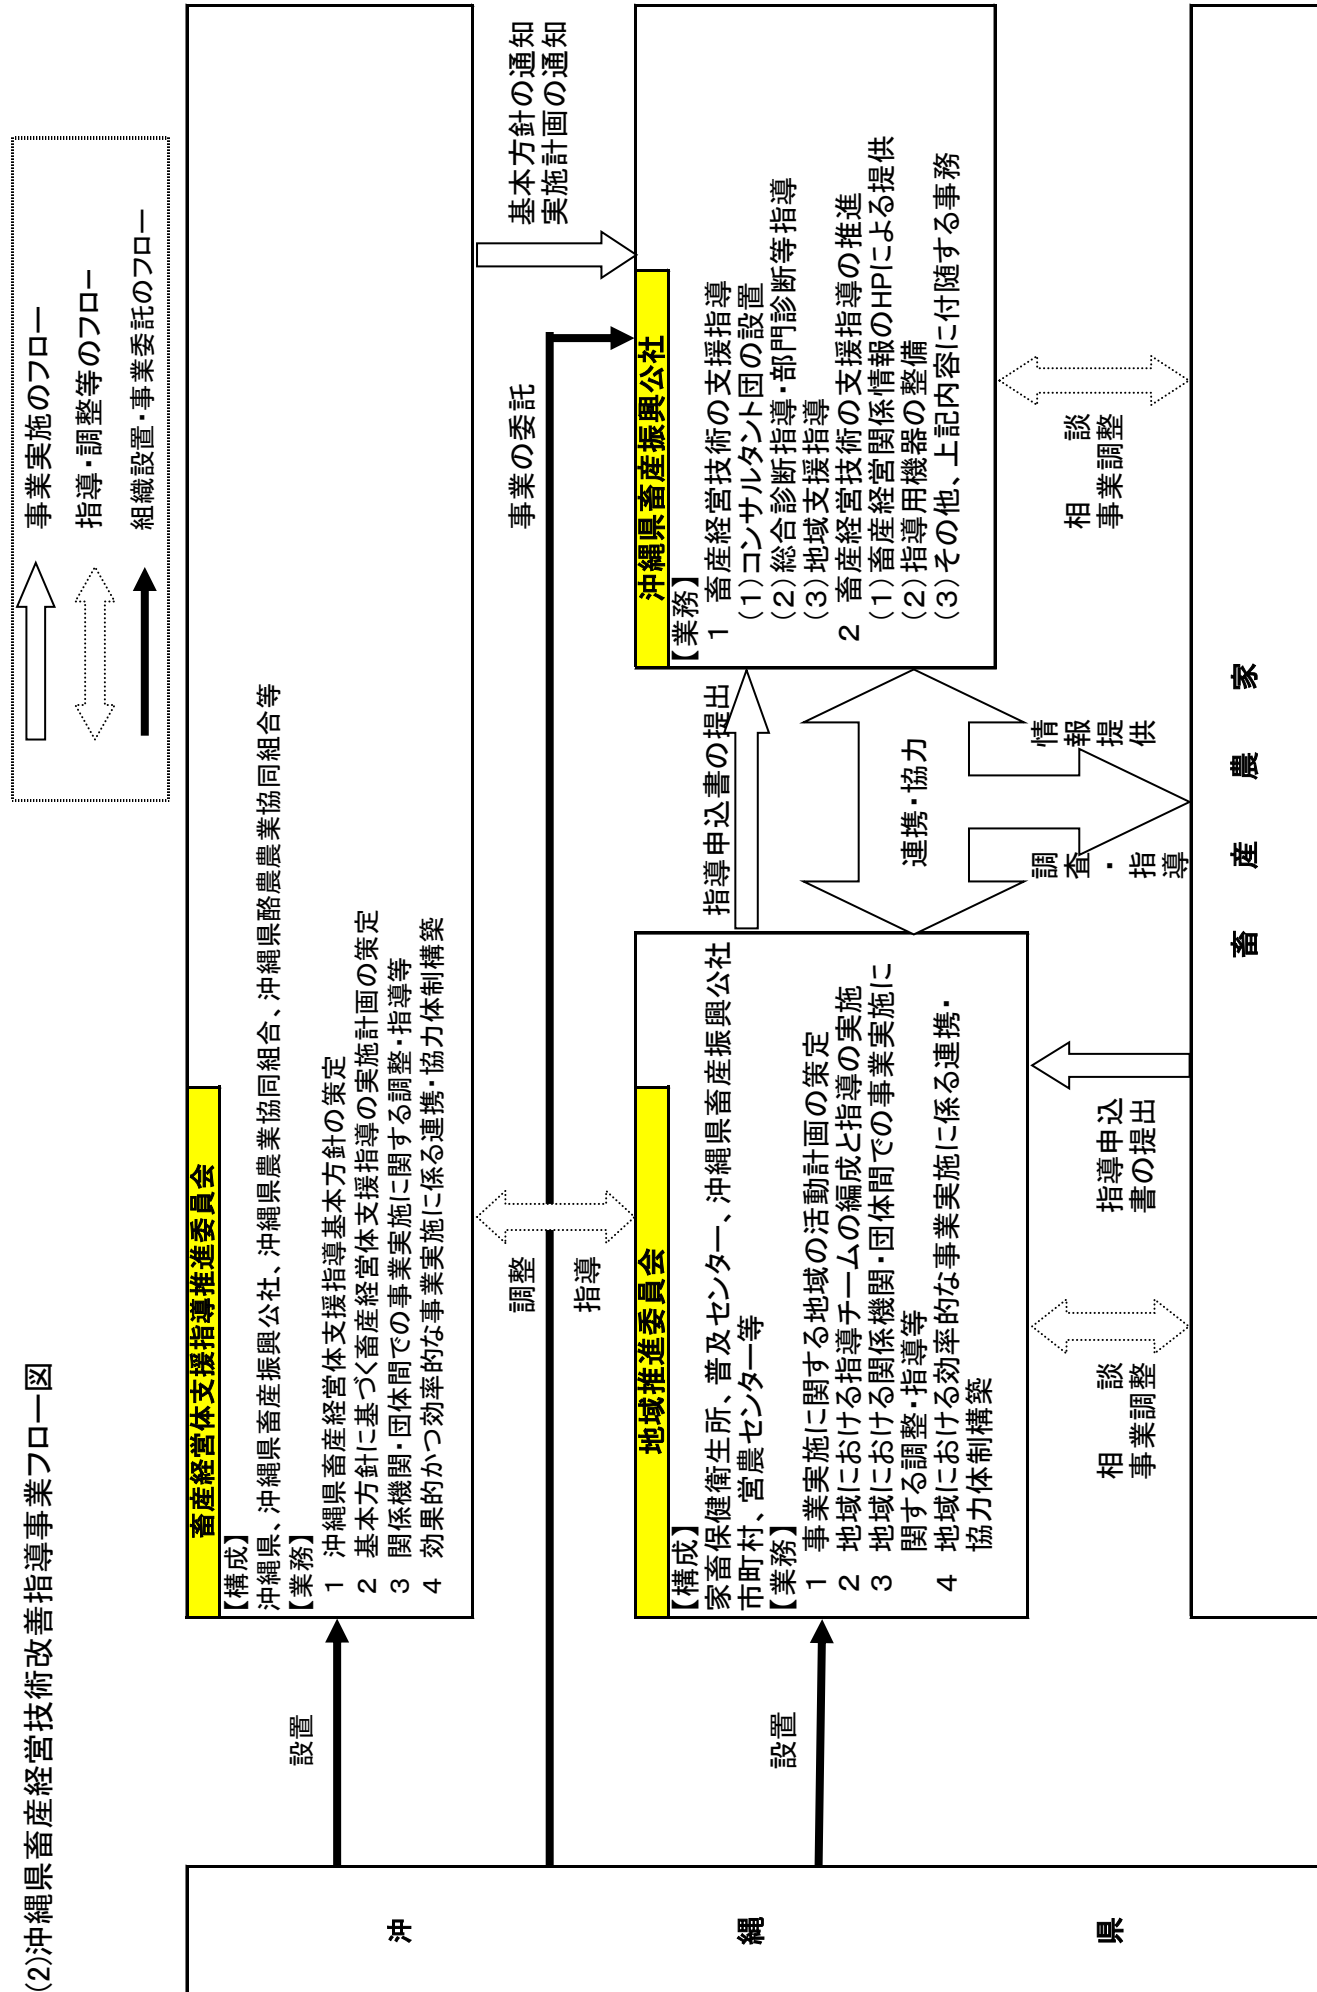 (2)沖縄県畜産経営技術改善指導事業フロー図
事業実施のフロー
指導・調整等のフロー
組織設置・事業委託のフロー
沖縄県
設置
畜産経営体支援指導推進委員会
【構成】
沖縄県、沖縄県畜産振興公社、沖縄県農業協同組合、沖縄県酪農農業協同組合等
【業務】
1 沖縄県畜産経営体支援指導基本方針の策定
2 基本方針に基づく畜産経営体支援指導の実施計画の策定
3 関係機関・団体間での事業実施に関する調整・指導等
4 効果的かつ効率的な事業実施に係る連携・協力体制構築
調整
指導
事業の委託
基本方針の通知
実施計画の通知
設置
地域推進委員会
【構成】
家畜保健衛生所、普及センター、沖縄県畜産振興公社
市町村、営農センター等
【業務】
1 事業実施に関する地域の活動計画の策定
2 地域における指導チームの編成と指導の実施
3 地域における関係機関・団体間での事業実施に
関する調整・指導等
4 地域における効率的な事業実施に係る連携・
協力体制構築
指導申込書の提出
連携・協力
沖縄県畜産振興公社
【業務】
1 畜産経営技術の支援指導
(1)コンサルタント団の設置
(2)総合診断指導・部門診断等指導
(3)地域支援指導
2 畜産経営技術の支援指導の推進
(1)畜産経営関係情報のHPによる提供
(2)指導用機器の整備
(3)その他、上記内容に付随する事務
相 談
事業調整
指導申込
書の提出
調査・指導
情報提供
相 談
事業調整
畜産農家